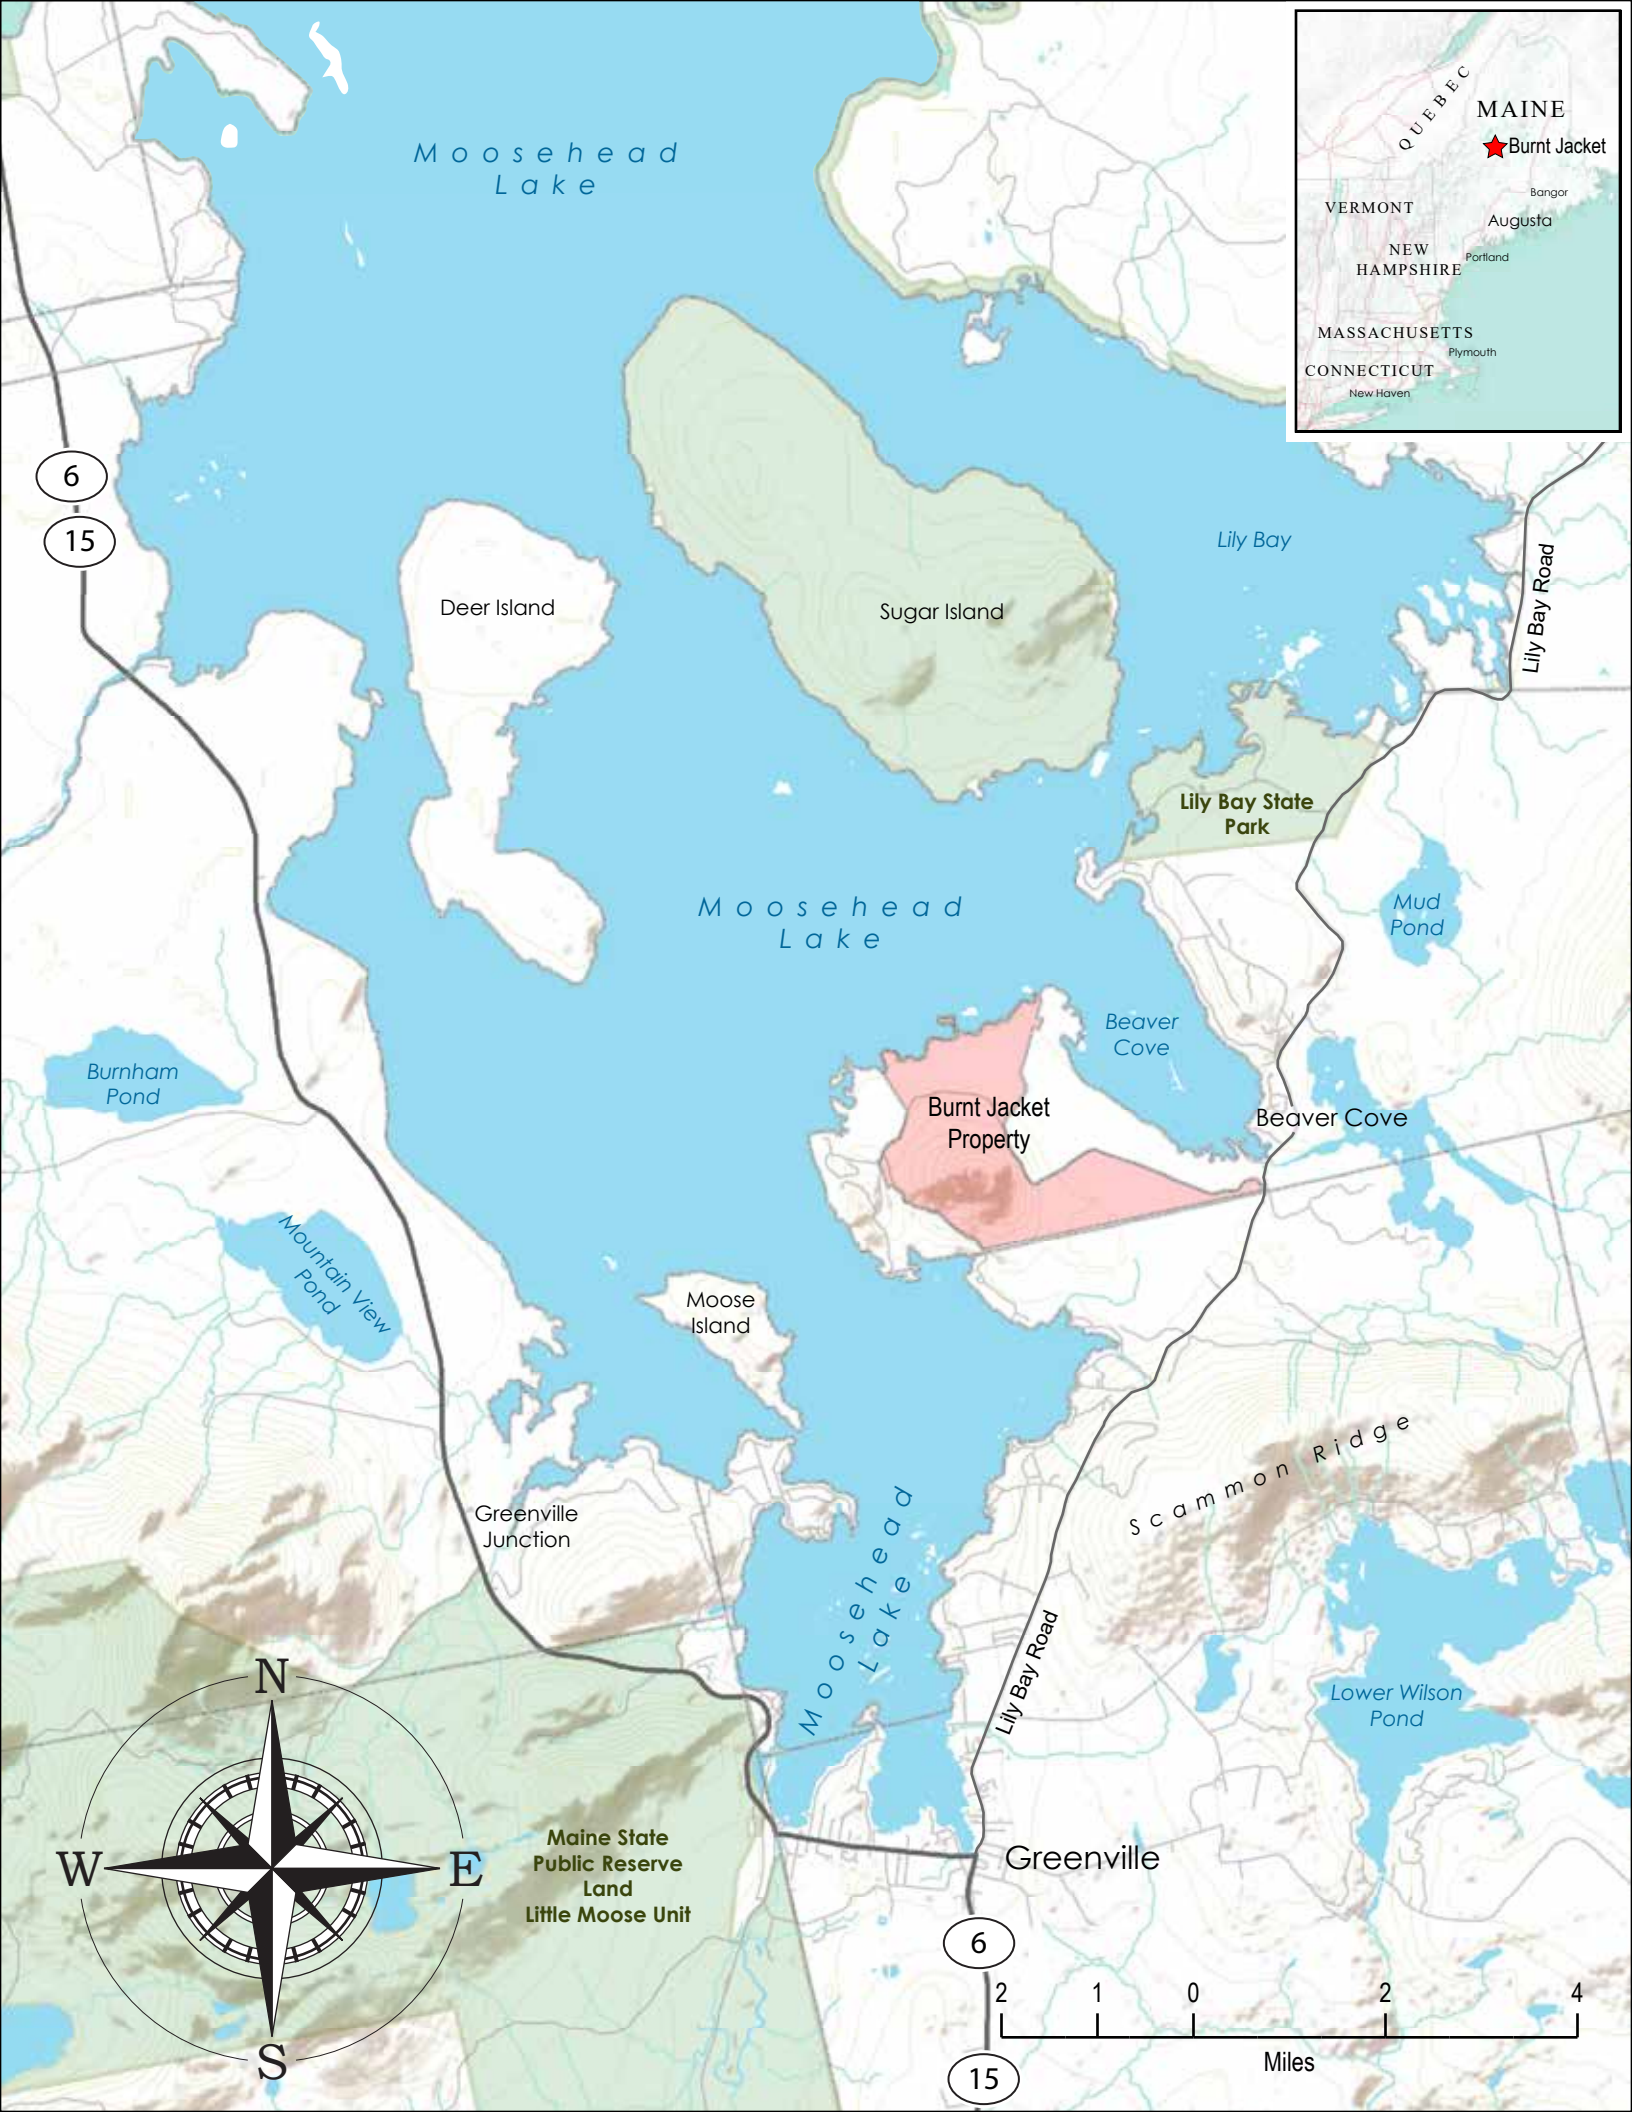 Moosehead
Lake
QUEBEC
MAINE
Burnt Jacket
Bangor
VERMONT
Augusta
NEW
HAMPSHIRE
Portland
MASSACHUSETTS
Plymouth
CONNECTICUT
New Haven
6
15
Lily Bay
Lily Bay Road
Deer Island
Sugar Island
Lily Bay State
Park
Mud
Pond
Moosehead
Lake
Beaver
Cove
Burnham
Pond
Burnt Jacket
Property
Beaver Cove
Mountain View
Pond
Moose
Island
Scammon Ridge
Greenville
Junction
Moosehead
Lake
Lily Bay Road
Lower Wilson
Pond
N
W
E
S
Maine State
Public Reserve
Land
Little Moose Unit
Greenville
6
15
2 1 0 2 4
Miles